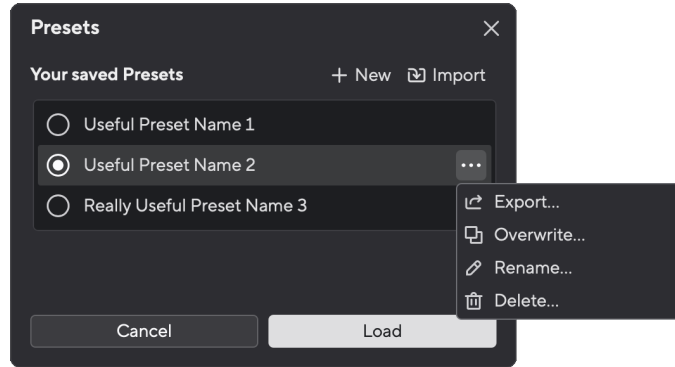 Presets
Your saved Presets
New Import
Useful Preset Name 1
Useful Preset Name 2
Really Useful Preset Name 3
Export...
Overwrite...
Rename...
Delete...
Cancel
Load